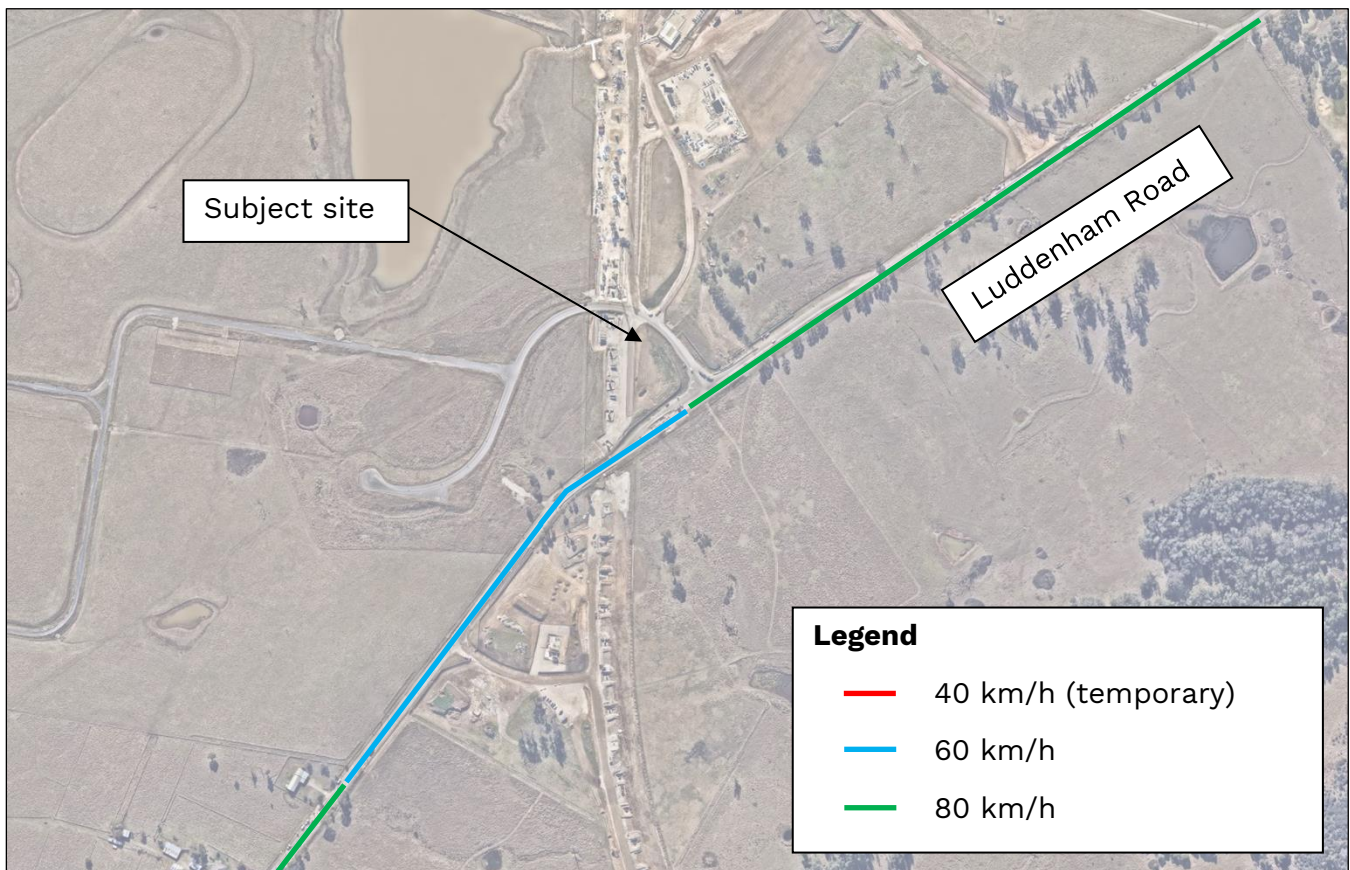 Subject site
Luddenham Road
Legend
40 km/h (temporary)
60 km/h
80 km/h